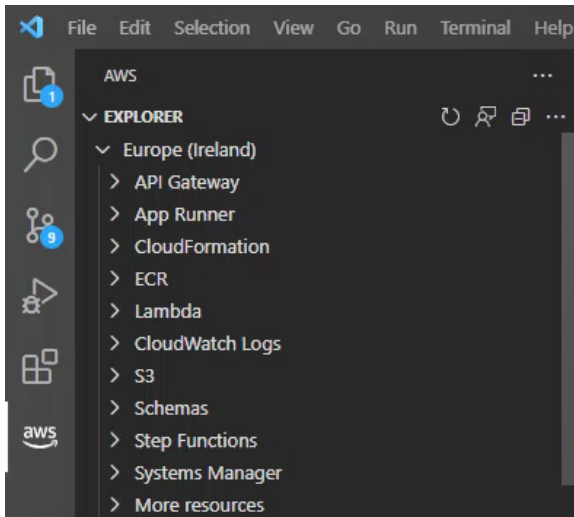 File Edit Selection View Go Run Terminal Help
AWS
1
EXPLORER
Europe (Ireland)
API Gateway
App Runner
9
CloudFormation
ECR
Lambda
CloudWatch Logs
S3
Schemas
aws
Step Functions
Systems Manager
More resources